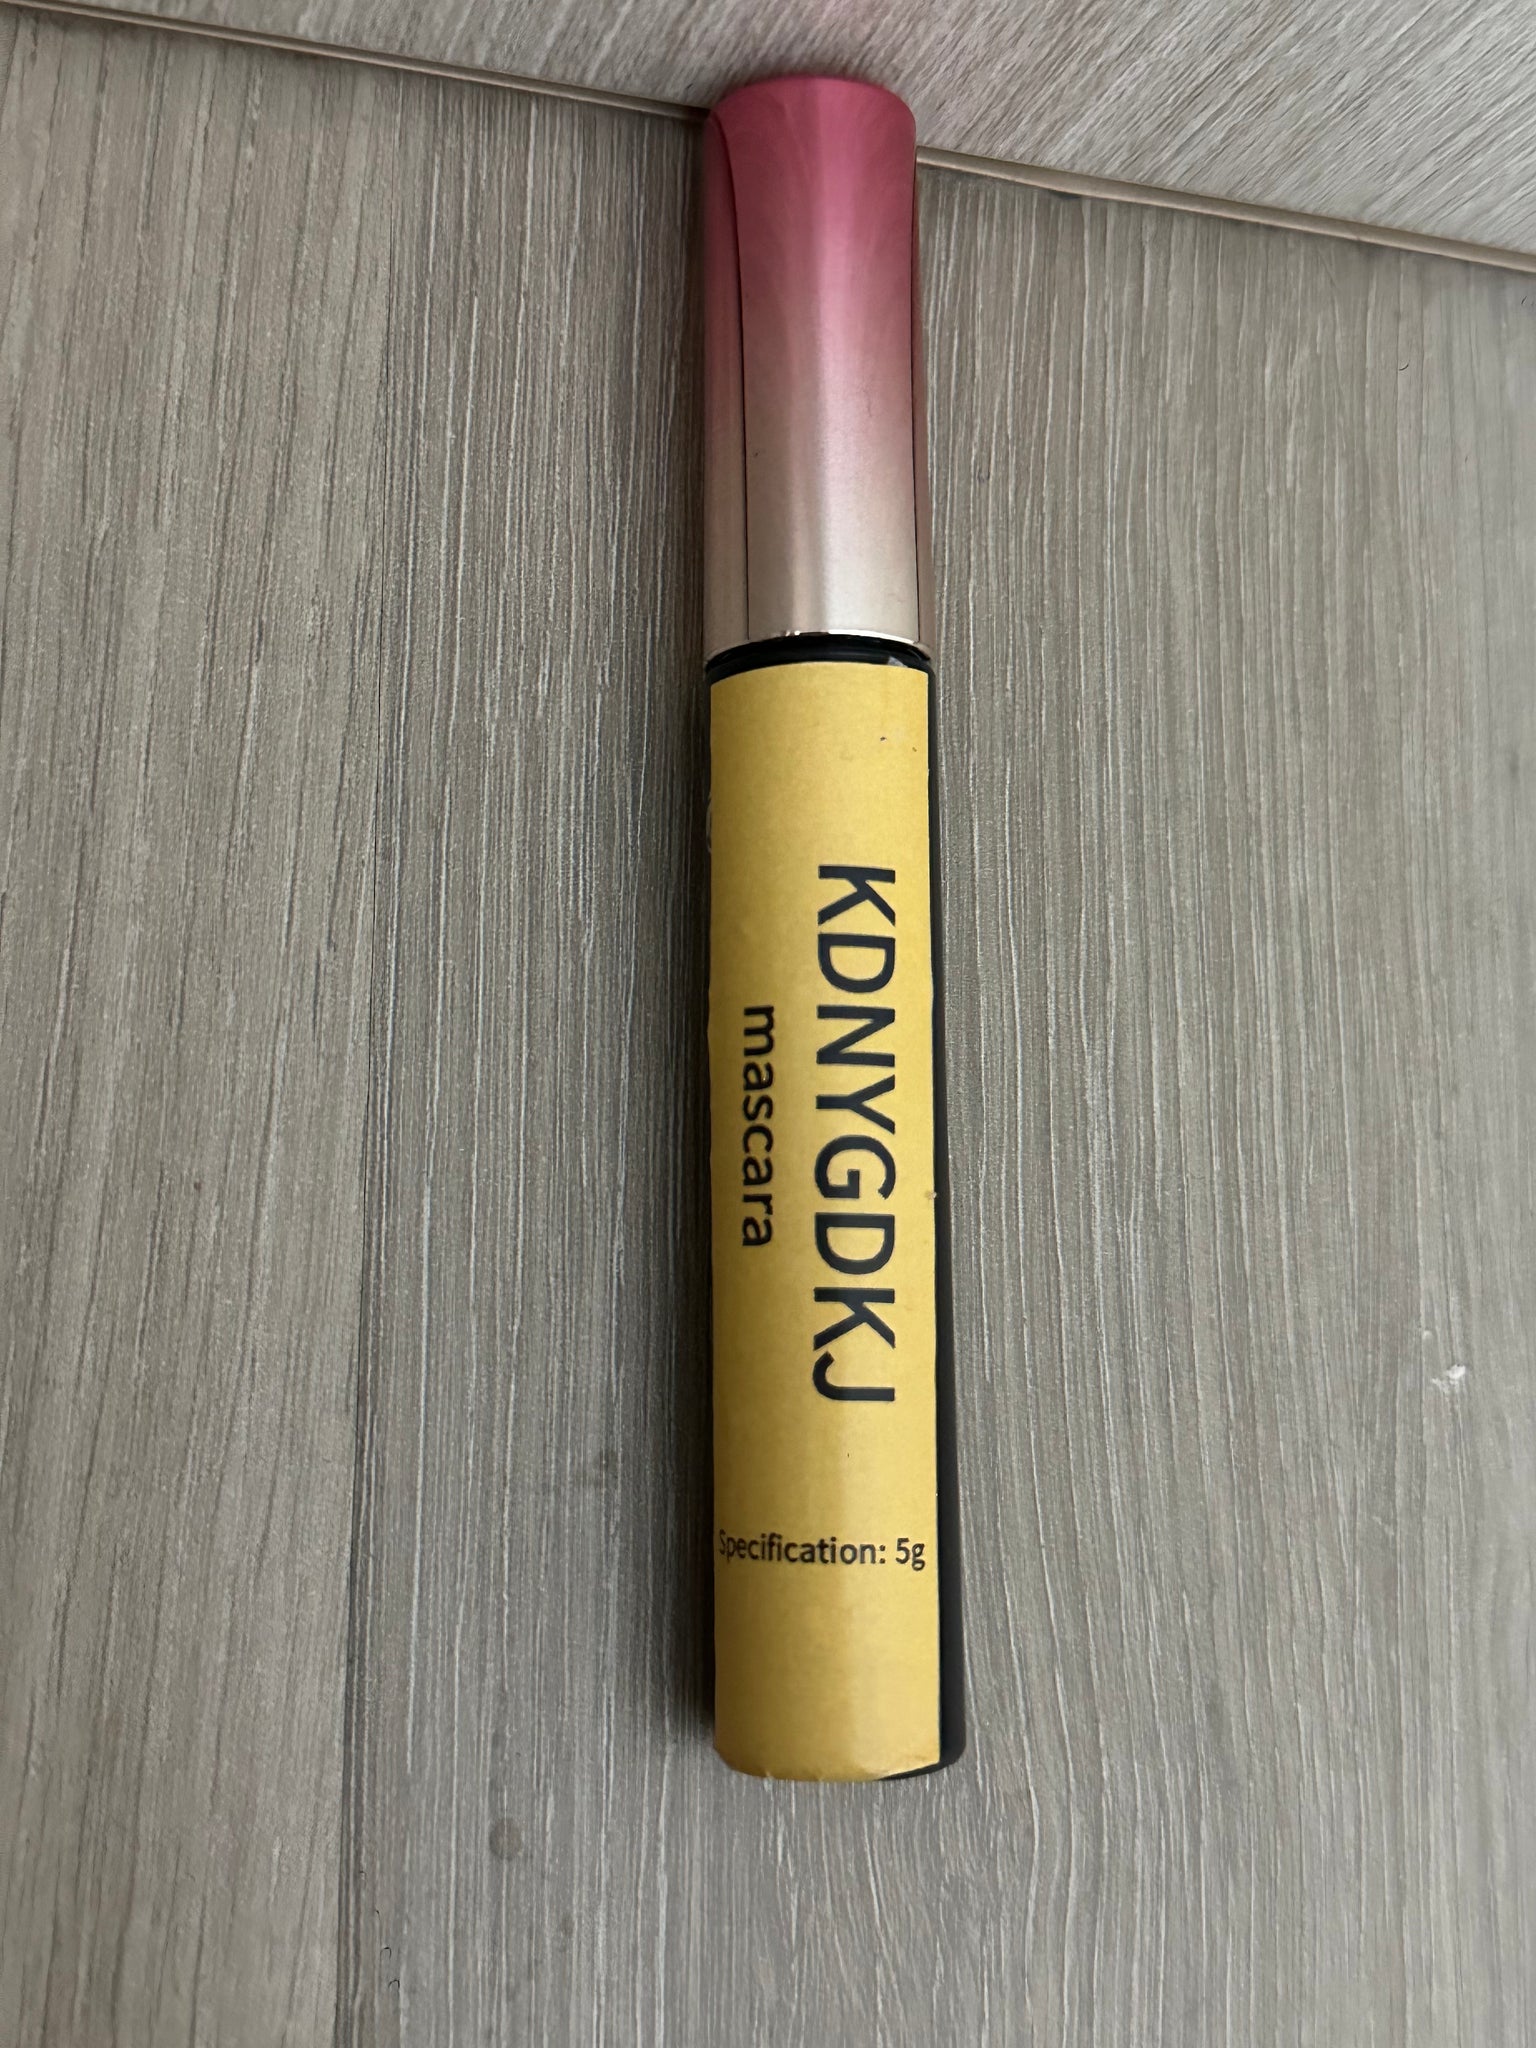 KDNYGDKJ
mascara
Specification: 5g